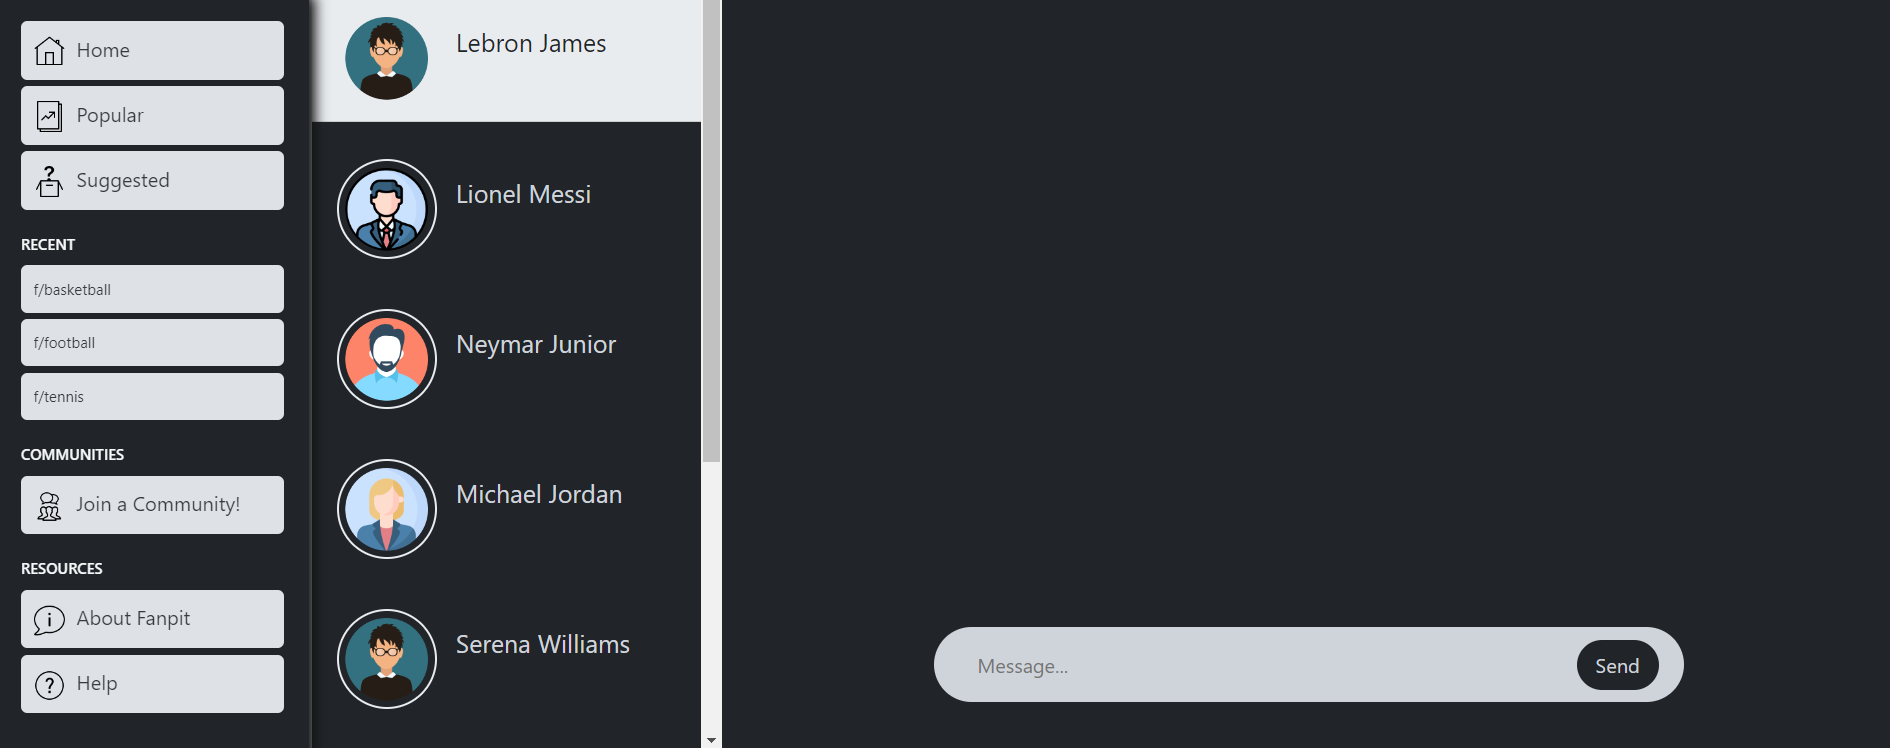 Home
Popular
Suggested
RECENT
f/basketball
f/football
f/tennis
COMMUNITIES
Join a Community!
RESOURCES
About Fanpit
Help
Lebron James
Lionel Messi
Neymar Junior
Michael Jordan
Serena Williams
Message...
Send